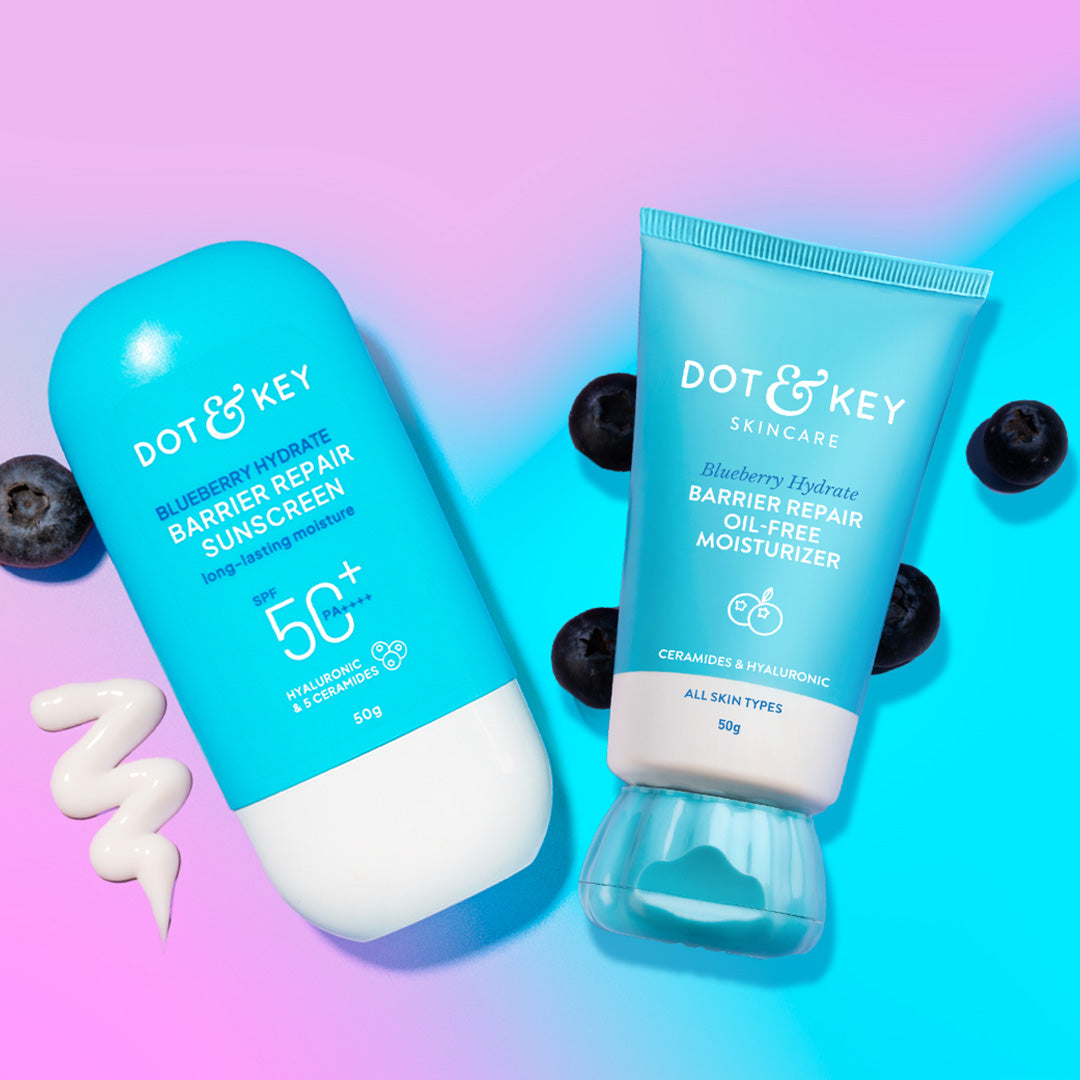 DOT & KEY
BLUEBERRY HYDRATE
BARRIER REPAIR
SUNSCREEN
long-lasting moisture
SPF
50+
PA++++
HYALURONIC
& 5 CERAMIDES
50g
DOT & KEY
SKINCARE
Blueberry Hydrate
BARRIER REPAIR
OIL-FREE
MOISTURIZER
CERAMIDES & HYALURONIC
ALL SKIN TYPES
50g